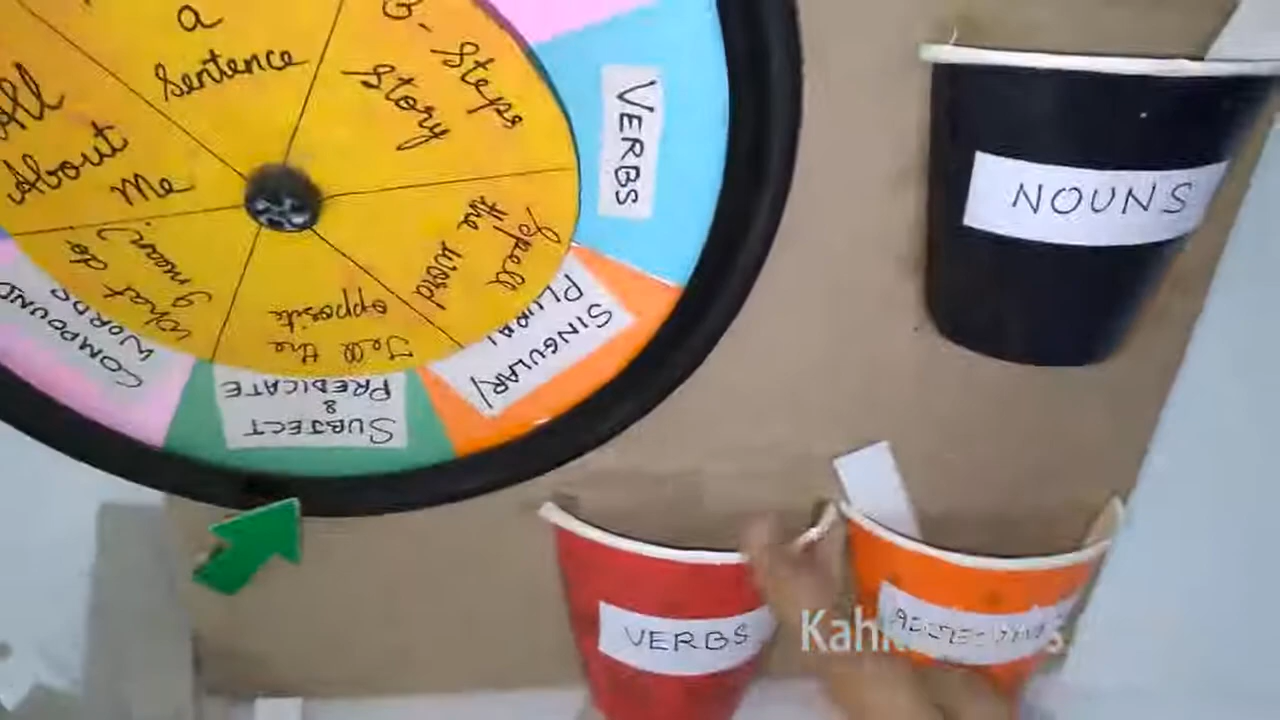 a
Sentence
Steps
Story
All
About
Me
What do
y mean?
Tell the
opposite
Spell
the word
VERBS
SINGULAR/
PLURAL
SUBJECT
&
PREDICATE
COMPOUND
WORDS
NOUNS
VERBS